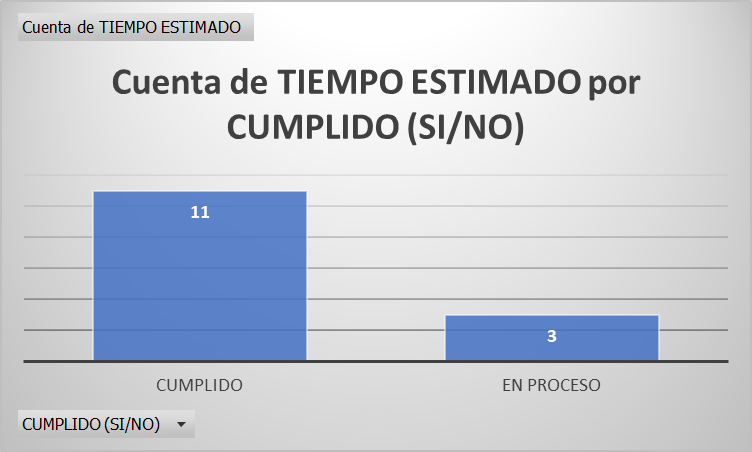 Cuenta de TIEMPO ESTIMADO
Cuenta de TIEMPO ESTIMADO por
CUMPLIDO (SI/NO)
11
3
CUMPLIDO
EN PROCESO
CUMPLIDO (SI/NO)